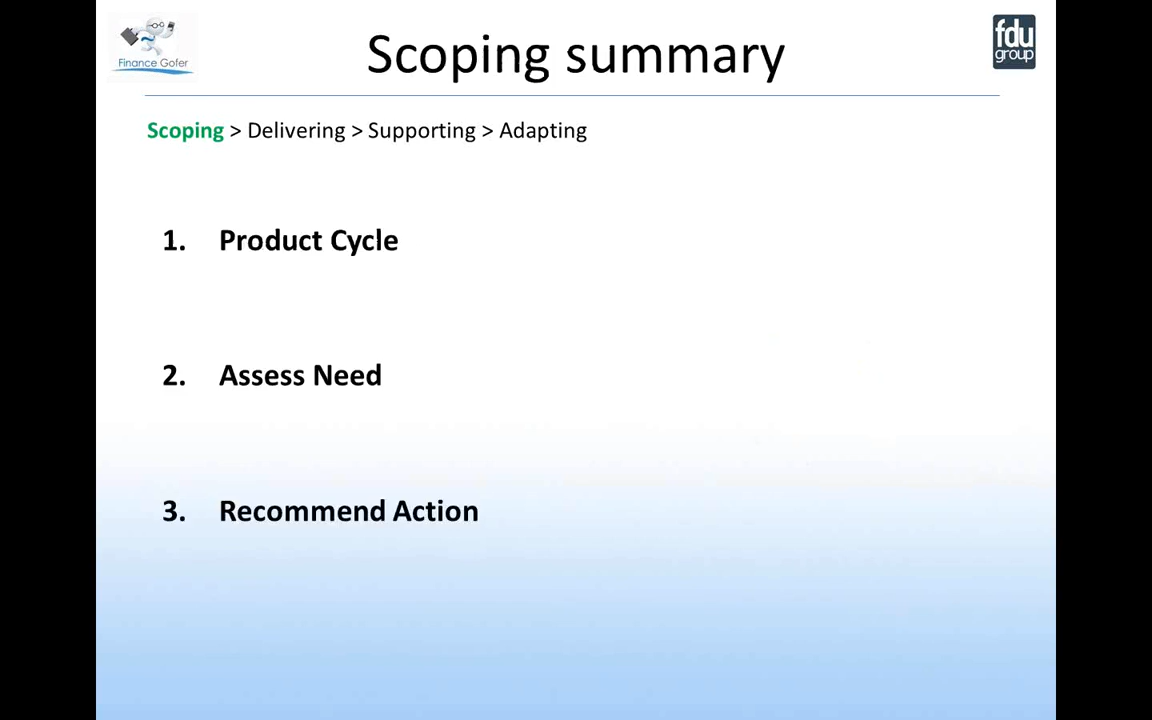 Finance Gofer
Scoping summary
fdu
group
Scoping > Delivering > Supporting > Adapting
1. Product Cycle
2. Assess Need
3. Recommend Action